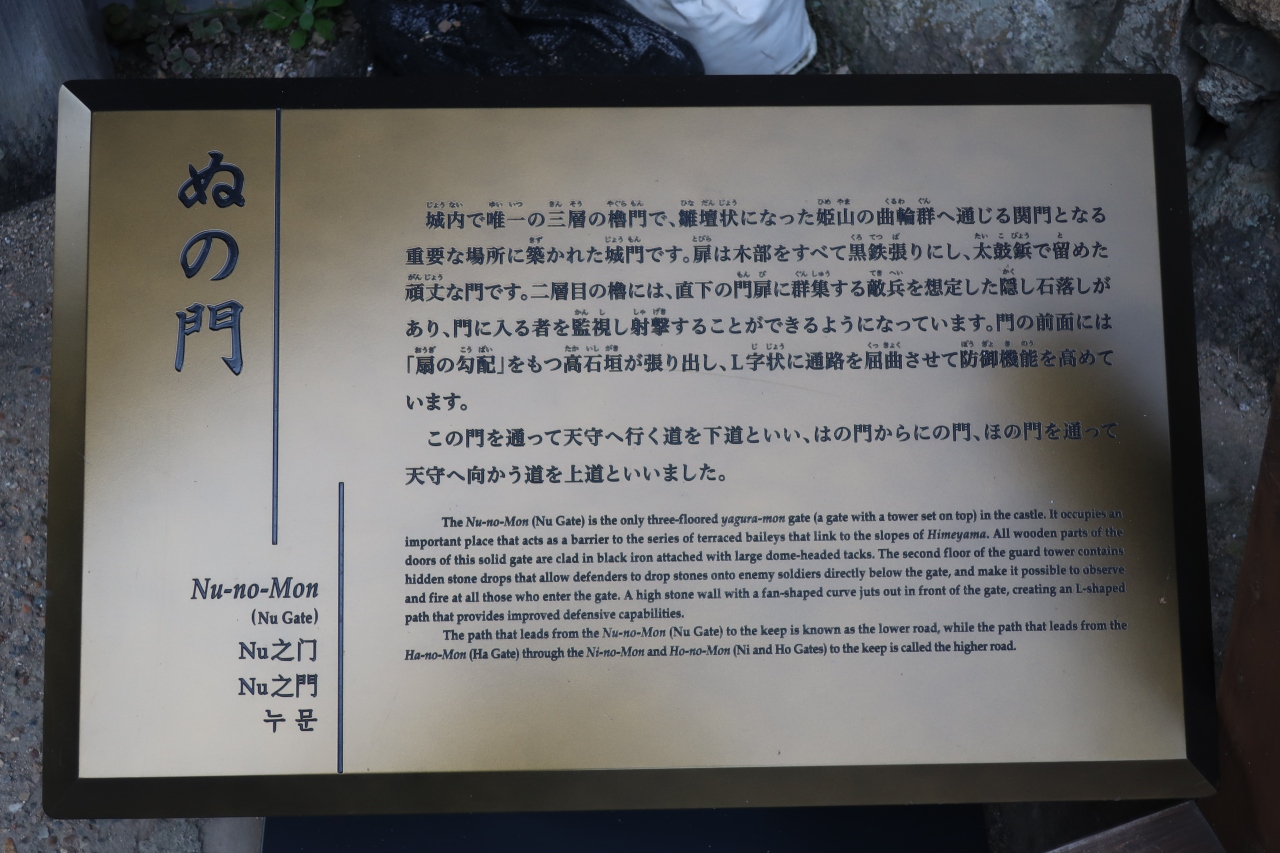 ぬの門
城内で唯一の三層の櫓門で、雛壇状になった姫山の曲輪群へ通じる関門となる
重要な場所に築かれた城門です。扉は木部をすべて黒鉄張りにし、太鼓鋲で留めた
頑丈な門です。二層目の櫓には、直下の門扉に群集する敵兵を想定した隠し石落しが
あり、門に入る者を監視し射撃することができるようになっています。門の前面には
「扇の勾配」をもつ高石垣が張り出し、L字状に通路を屈曲させて防御機能を高めて
います。
この門を通って天守へ行く道を下道といい、はの門からにの門、ほの門を通って
天守へ向かう道を上道といいました。
Nu-no-Mon
(Nu Gate)
Nu之门
Nu之門
누 문
The Nu-no-Mon (Nu Gate) is the only three-floored yagura-mon gate (a gate with a tower set on top) in the castle. It occupies an
important place that acts as a barrier to the series of terraced baileys that link to the slopes of Himeyama. All wooden parts of the
doors of this solid gate are clad in black iron attached with large dome-headed tacks. The second floor of the guard tower contains
hidden stone drops that allow defenders to drop stones onto enemy soldiers directly below the gate, and make it possible to observe
and fire at all those who enter the gate. A high stone wall with a fan-shaped curve juts out in front of the gate, creating an L-shaped
path that provides improved defensive capabilities.
The path that leads from the Nu-no-Mon (Nu Gate) to the keep is known as the lower road, while the path that leads from the
Ha-no-Mon (Ha Gate) through the Ni-no-Mon and Ho-no-Mon (Ni and Ho Gates) to the keep is called the higher road.